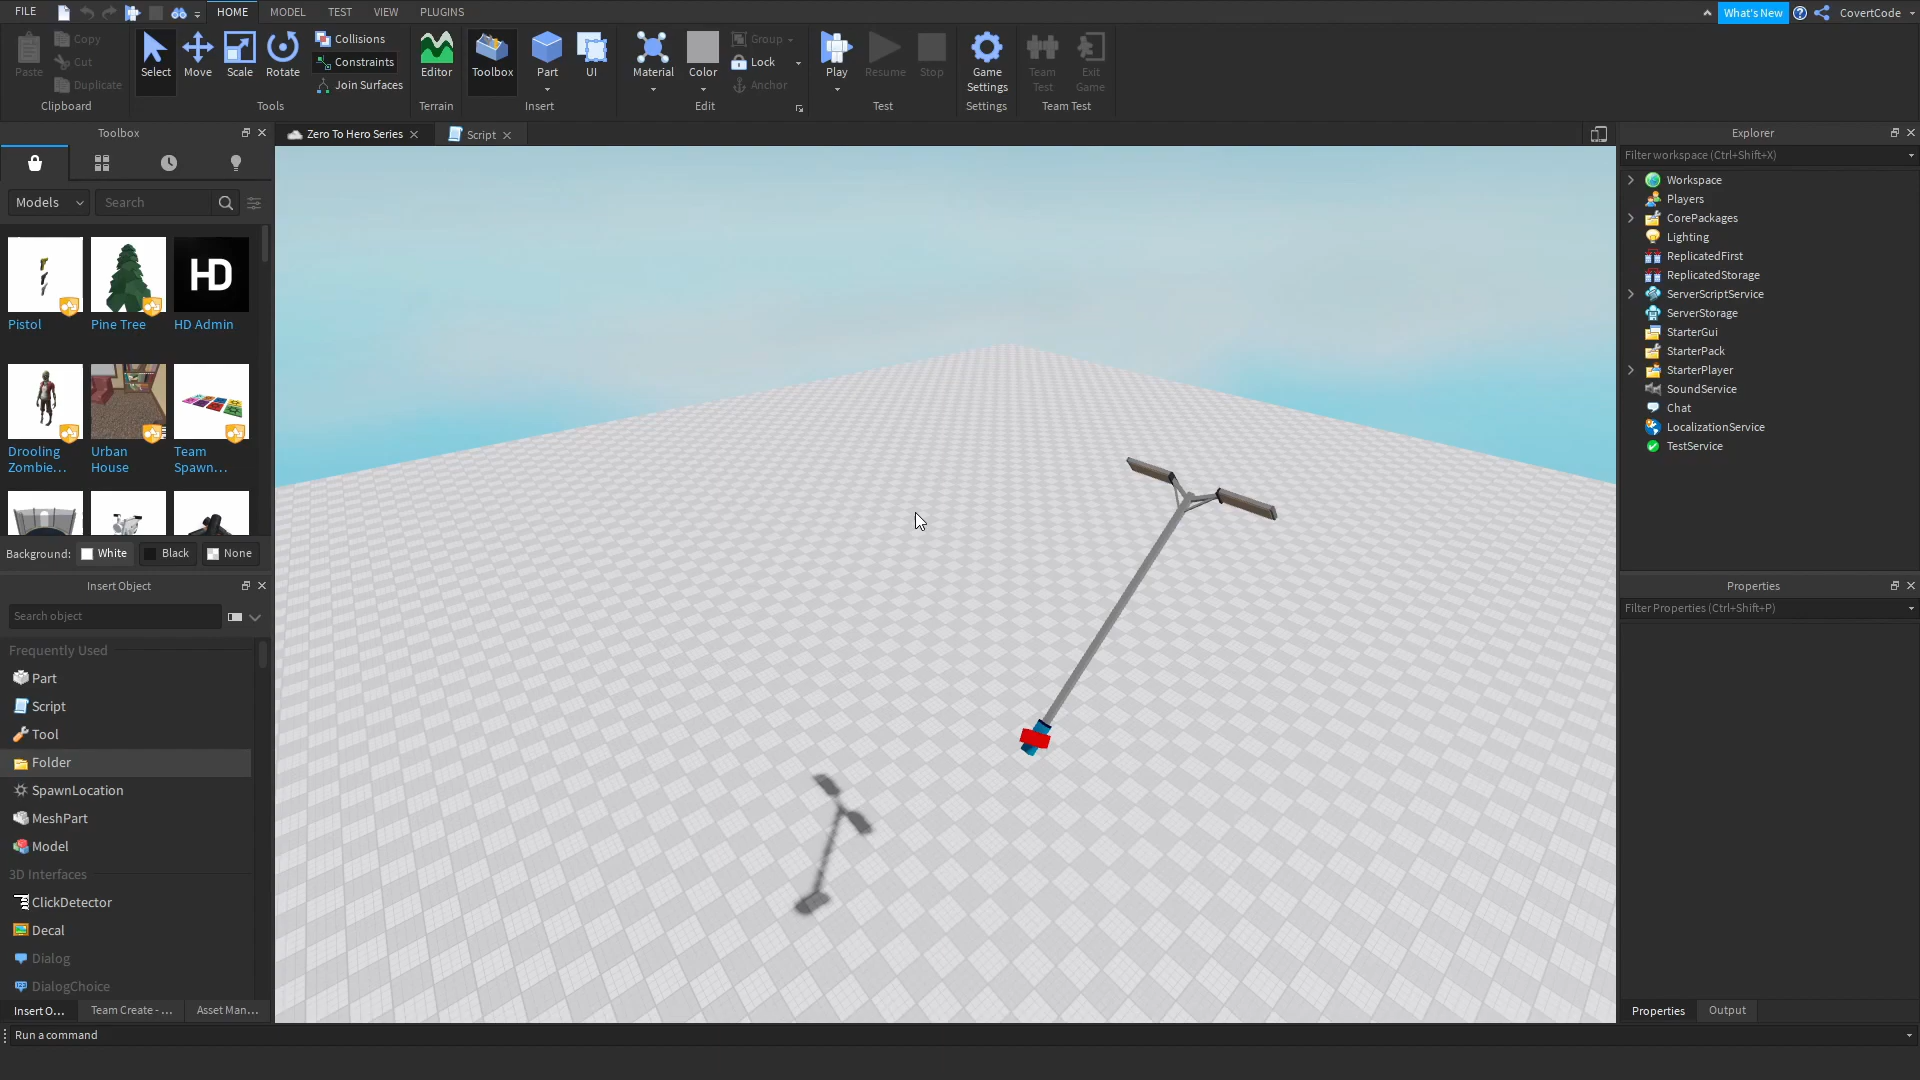 FILE
HOME
MODEL
TEST
VIEW
PLUGINS
What's New
CovertCode
Paste
Copy
Cut
Duplicate
Clipboard
Select
Move
Scale
Rotate
Collisions
Constraints
Join Surfaces
Tools
Editor
Terrain
Toolbox
Part
UI
Insert
Material
Color
Group
Lock
Anchor
Edit
Play
Resume
Stop
Test
Game
Settings
Settings
Team
Test
Exit
Game
Team Test
Toolbox
Zero To Hero Series
Script
Explorer
Models
Search
HD
Pistol
Pine Tree
HD Admin
Drooling
Zombie...
Urban
House
Team
Spawn...
Background:
White
Black
None
Insert Object
Search object
Frequently Used
Part
Script
Tool
Folder
SpawnLocation
MeshPart
Model
3D Interfaces
ClickDetector
Decal
Dialog
DialogChoice
Insert O...
Team Create - ...
Asset Man...
Run a command
Filter workspace (Ctrl+Shift+X)
Workspace
Players
CorePackages
Lighting
ReplicatedFirst
ReplicatedStorage
ServerScriptService
ServerStorage
StarterGui
StarterPack
StarterPlayer
SoundService
Chat
LocalizationService
TestService
Properties
Filter Properties (Ctrl+Shift+P)
Properties
Output